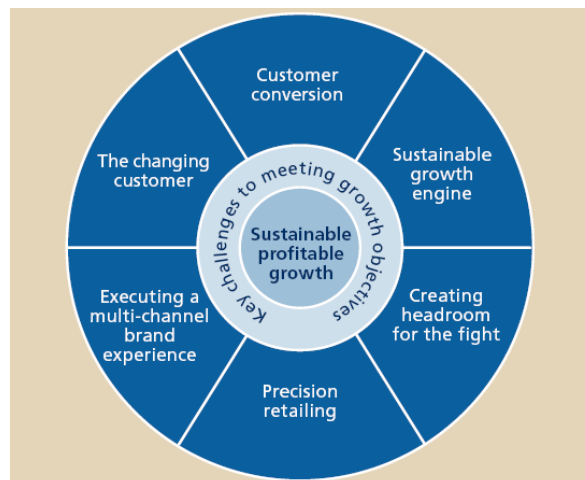 Customer
conversion
Sustainable
growth
engine
Creating
headroom
for the fight
Precision
retailing
Executing a
multi-channel
brand
experience
The changing
customer
Key challenges to meeting growth objectives
Sustainable
profitable
growth